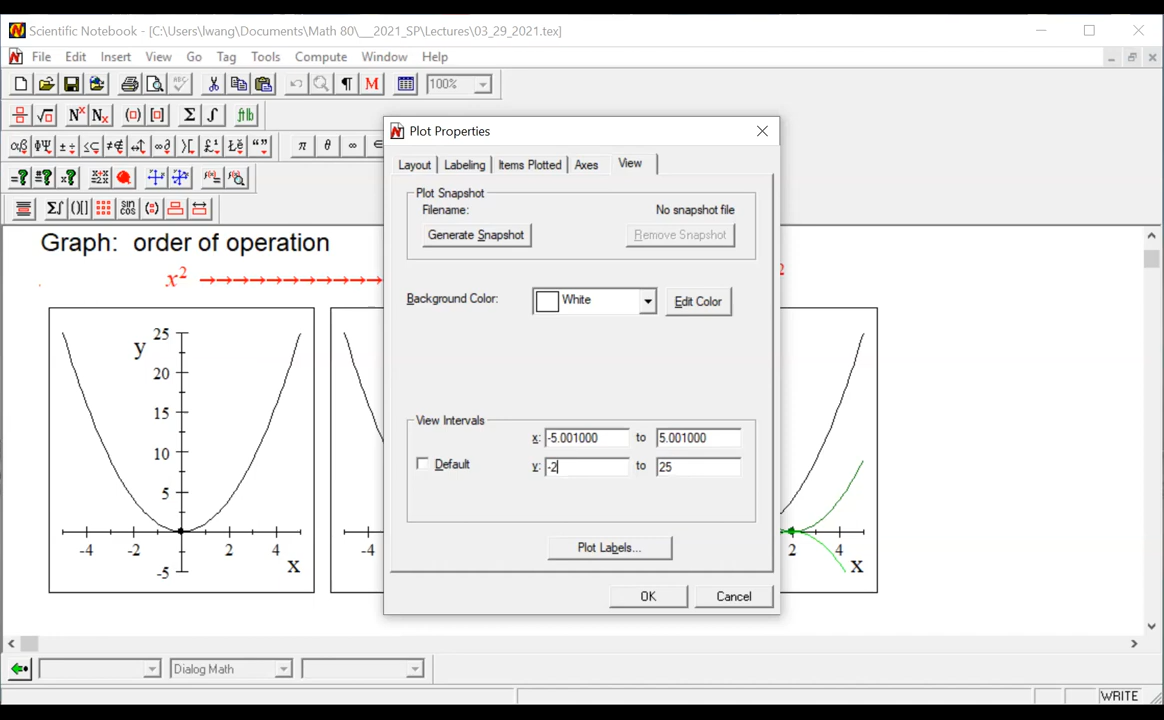 Scientific Notebook - [C:\Users\lwang\Documents\Math 80\__2021_SP\Lectures\03_29_2021.tex]
File Edit Insert View Go Tag Tools Compute Window Help
100%
Plot Properties
Layout Labeling Items Plotted Axes View
Plot Snapshot
Filename: No snapshot file
Generate Snapshot Remove Snapshot
Background Color: White Edit Color
View Intervals
x: -5.001000 to 5.001000
Default y: -2 to 25
Plot Labels...
OK Cancel
Graph: order of operation
x² →→→→→→→→→→→→→→ 2
y 25
20
15
10
5
-4 -2 0 2 4 x
-5
-4
2 4 x
Dialog Math
WRITE